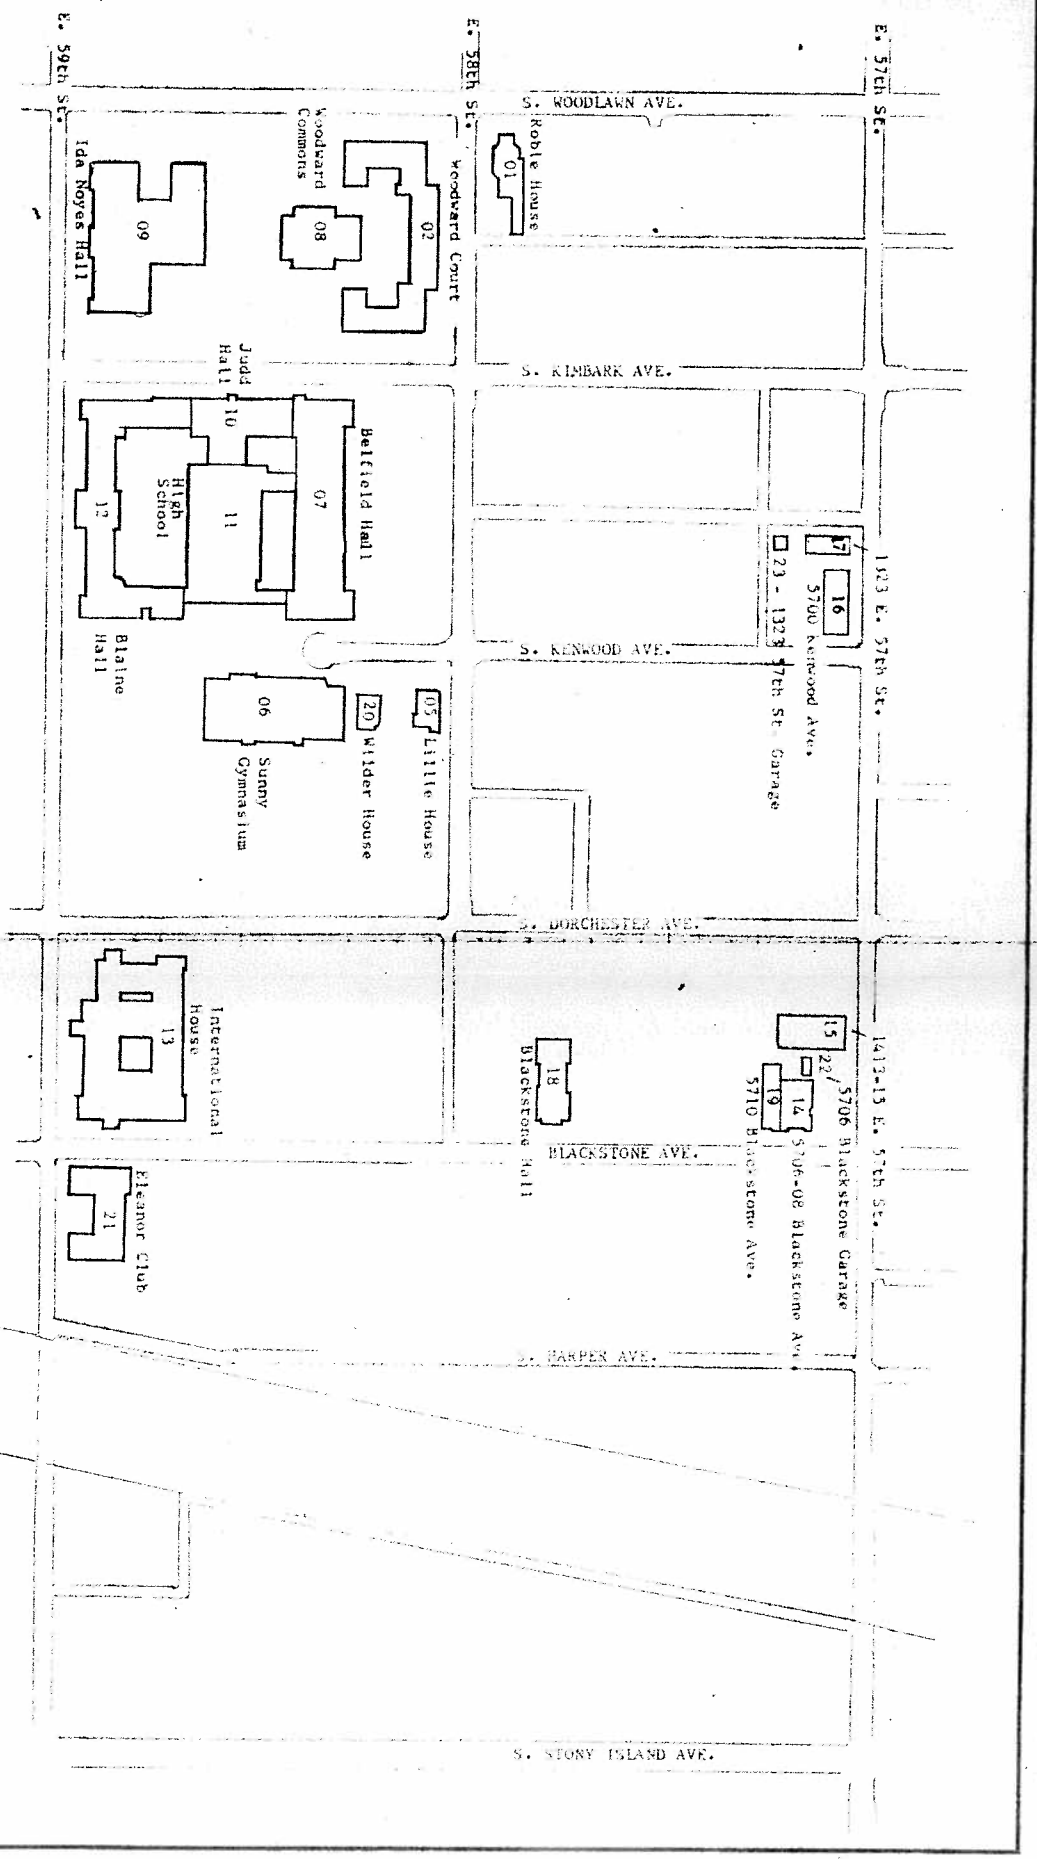 E. 59th St.
E. 58th St.
E. 57th St.
S. WOODLAWN AVE.
Roble House
01
Woodward Court
02
Woodward
Commons
08
Ida Noyes Hall
09
S. KIMBARK AVE.
Judd
Hall
10
Belfield Hall
07
11
High
School
12
Blaine
Hall
1323 E. 57th St.
17
16
5700 Kenwood Ave.
23 - 1323 57th St. Garage
S. KENWOOD AVE.
05
Lillie House
20
Wilder House
06
Sunny
Gymnasium
S. DORCHESTER AVE.
International
House
13
18
Blackstone Hall
1413-15 E. 57th St.
15
22/
5706 Blackstone Garage
14
5706-08 Blackstone Ave.
19
5710 Blackstone Ave.
BLACKSTONE AVE.
Eleanor Club
21
S. HARPER AVE.
S. STONY ISLAND AVE.